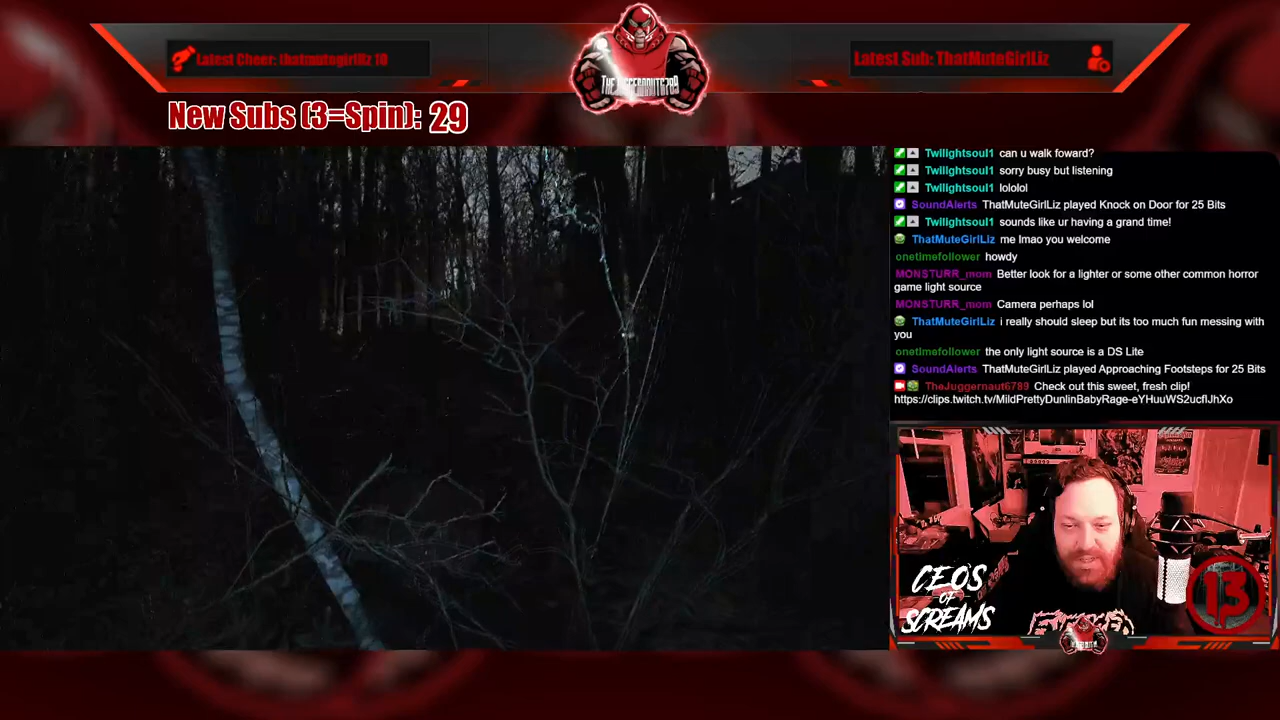 Latest Cheer: thatmutegirlliz 10
THEJUGGERNAUT6789
Latest Sub: ThatMuteGirlLiz
New Subs (3=Spin): 29
Twilightsoul1 can u walk foward?
Twilightsoul1 sorry busy but listening
Twilightsoul1 lololol
SoundAlerts ThatMuteGirlLiz played Knock on Door for 25 Bits
Twilightsoul1 sounds like ur having a grand time!
ThatMuteGirlLiz me lmao you welcome
onetimefollower howdy
MONSTURR_mom Better look for a lighter or some other common horror
game light source
MONSTURR_mom Camera perhaps lol
ThatMuteGirlLiz i really should sleep but its too much fun messing with
you
onetimefollower the only light source is a DS Lite
SoundAlerts ThatMuteGirlLiz played Approaching Footsteps for 25 Bits
TheJuggernaut6789 Check out this sweet, fresh clip!
https://clips.twitch.tv/MildPrettyDunlinBabyRage-eYHuuWS2ucflJhXo
CEOS
OF
SCREAMS
13